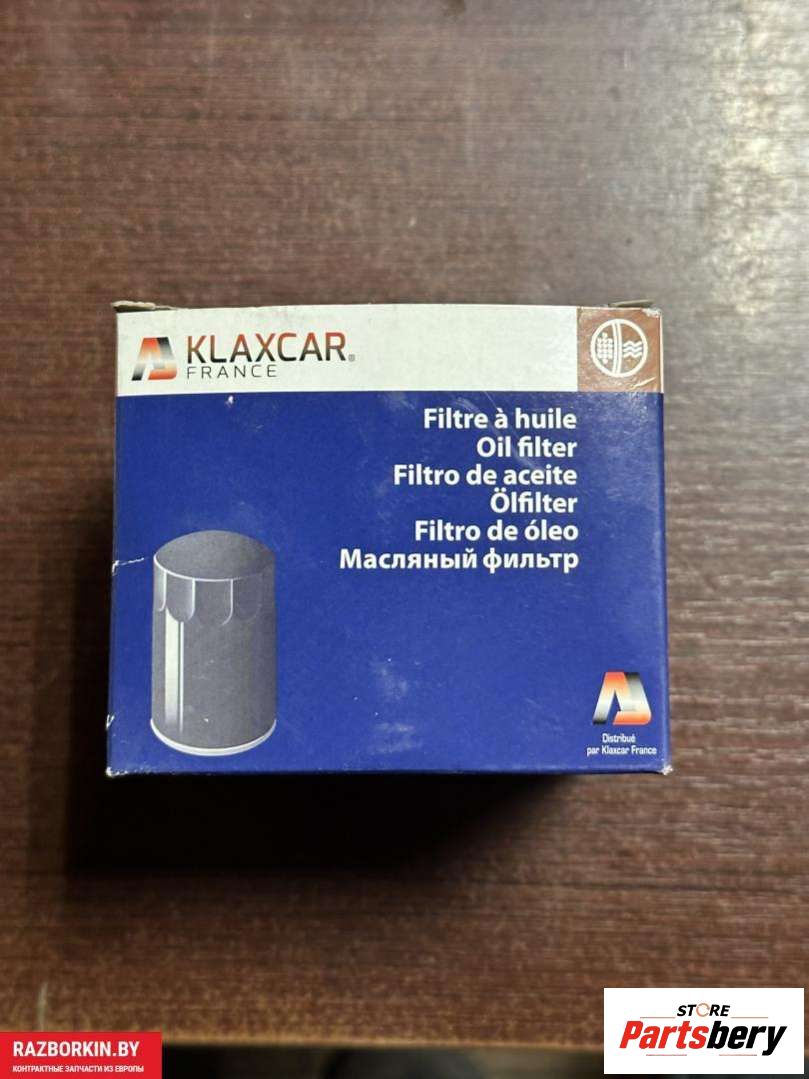 KLAXCAR®
FRANCE
Filtre à huile
Oil filter
Filtro de aceite
Ölfilter
Filtro de óleo
Масляный фильтр
Distribué
par Klaxcar France
STORE
Partsbery
RAZBORKIN.BY
КОНТРАКТНЫЕ ЗАПЧАСТИ ИЗ ЕВРОПЫ